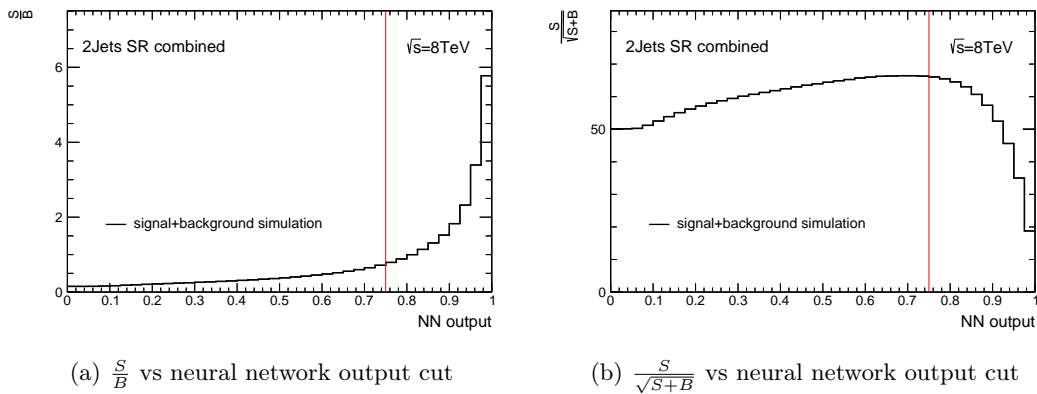 S/B
2Jets SR combined
√s=8TeV
6
4
2
0
signal+background simulation
0 0.1 0.2 0.3 0.4 0.5 0.6 0.7 0.8 0.9 1
NN output
(a) S/B vs neural network output cut
S/√S+B
2Jets SR combined
√s=8TeV
50
0
signal+background simulation
0.1 0.2 0.3 0.4 0.5 0.6 0.7 0.8 0.9 1
NN output
(b) S/√S+B vs neural network output cut